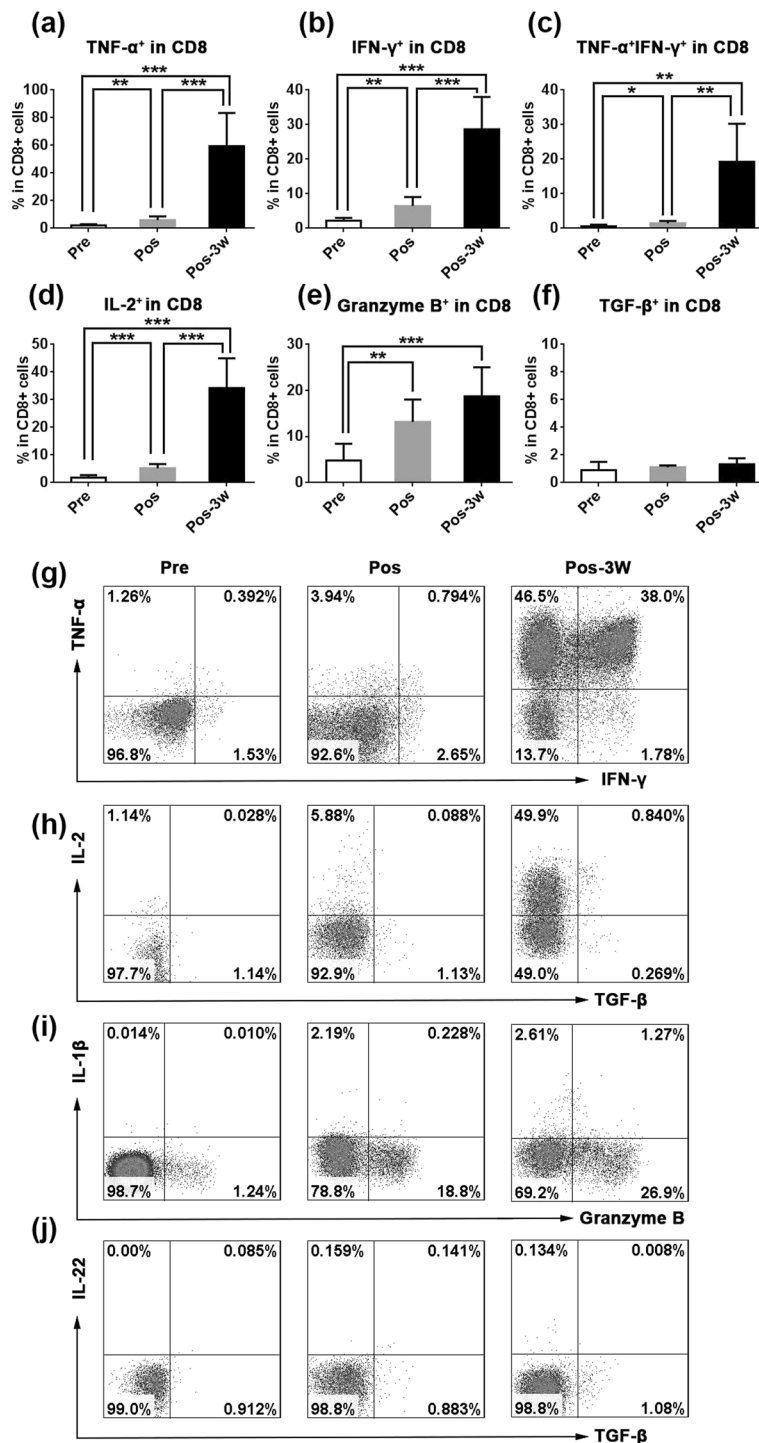 (a) (b) (c)
TNF-α⁺ in CD8 IFN-γ⁺ in CD8 TNF-α⁺IFN-γ⁺ in CD8
% in CD8+ cells
100
80
60
40
20
0
** *** ***
Pre Pos Pos-3w
% in CD8+ cells
40
30
20
10
0
** *** ***
Pre Pos Pos-3w
% in CD8+ cells
40
30
20
10
0
* ** **
Pre Pos Pos-3w
(d) (e) (f)
IL-2⁺ in CD8 Granzyme B⁺ in CD8 TGF-β⁺ in CD8
% in CD8+ cells
50
40
30
20
10
0
*** *** ***
Pre Pos Pos-3w
% in CD8+ cells
30
20
10
0
** ***
Pre Pos Pos-3w
% in CD8+ cells
10
8
6
4
2
0
Pre Pos Pos-3w
(g) Pre Pos Pos-3W
TNF-α
1.26% 0.392% 3.94% 0.794% 46.5% 38.0%
96.8% 1.53% 92.6% 2.65% 13.7% 1.78%
IFN-γ
(h)
IL-2
1.14% 0.028% 5.88% 0.088% 49.9% 0.840%
97.7% 1.14% 92.9% 1.13% 49.0% 0.269%
TGF-β
(i)
IL-1β
0.014% 0.010% 2.19% 0.228% 2.61% 1.27%
98.7% 1.24% 78.8% 18.8% 69.2% 26.9%
Granzyme B
(j)
IL-22
0.00% 0.085% 0.159% 0.141% 0.134% 0.008%
99.0% 0.912% 98.8% 0.883% 98.8% 1.08%
TGF-β